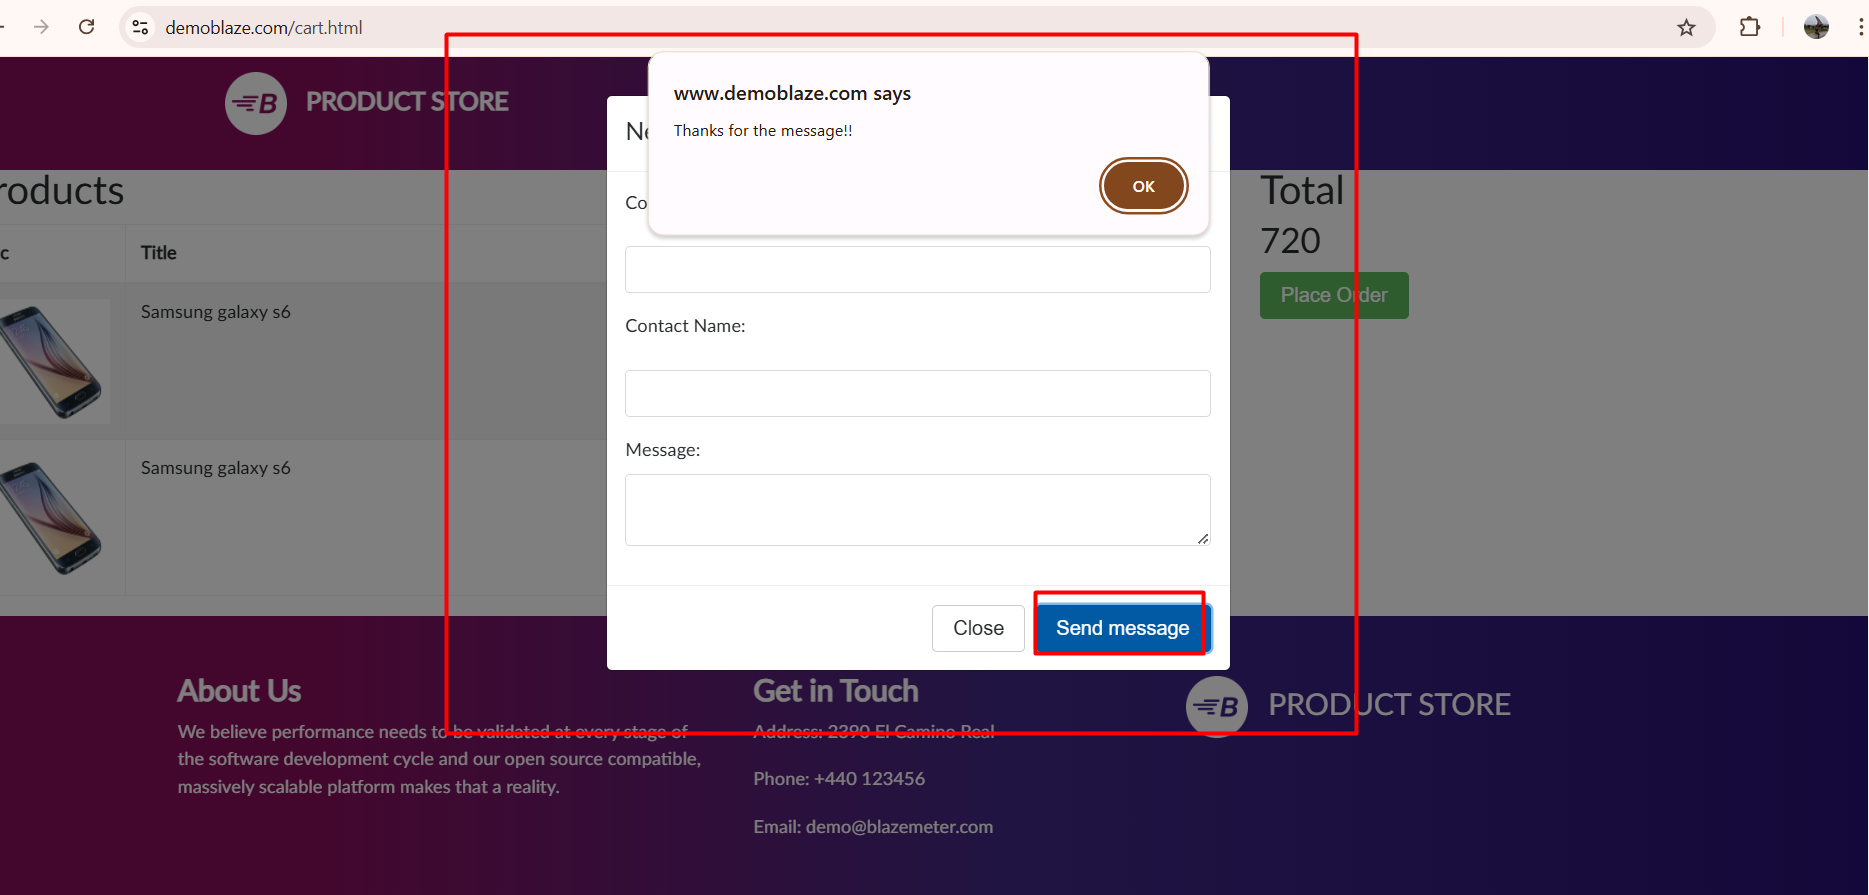 demoblaze.com/cart.html
PRODUCT STORE
www.demoblaze.com says
Thanks for the message!!
OK
Ne
Co
Contact Name:
Message:
Close
Send message
roducts
c
Title
Samsung galaxy s6
Samsung galaxy s6
Total
720
Place Order
About Us
We believe performance needs to be validated at every stage of
the software development cycle and our open source compatible,
massively scalable platform makes that a reality.
Get in Touch
Address: 2390 El Camino Real
Phone: +440 123456
Email: demo@blazemeter.com
B PRODUCT STORE